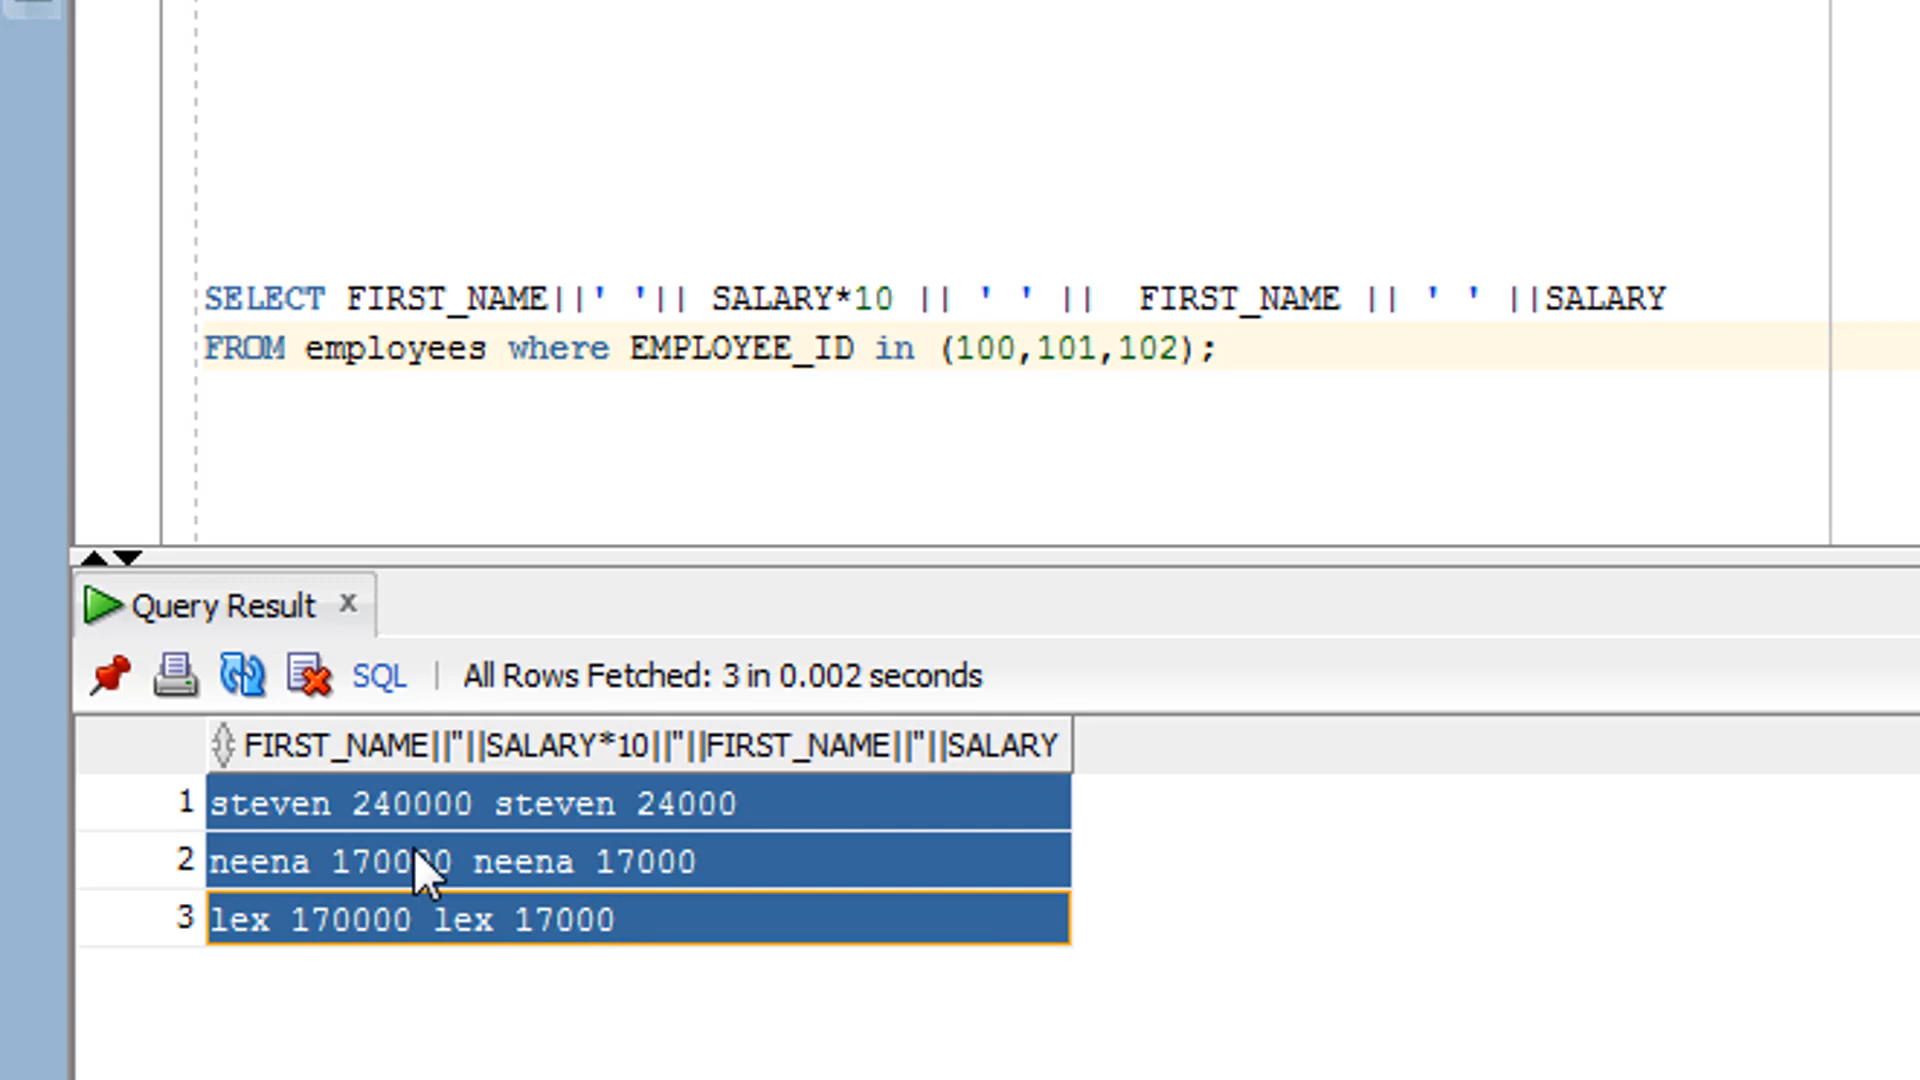 SELECT FIRST_NAME||' '|| SALARY*10 || ' ' ||  FIRST_NAME || ' ' ||SALARY
FROM employees where EMPLOYEE_ID in (100,101,102);
Query Result x
SQL | All Rows Fetched: 3 in 0.002 seconds
FIRST_NAME||''||SALARY*10||''||FIRST_NAME||''||SALARY
1 steven 240000 steven 24000
2 neena 170000 neena 17000
3 lex 170000 lex 17000